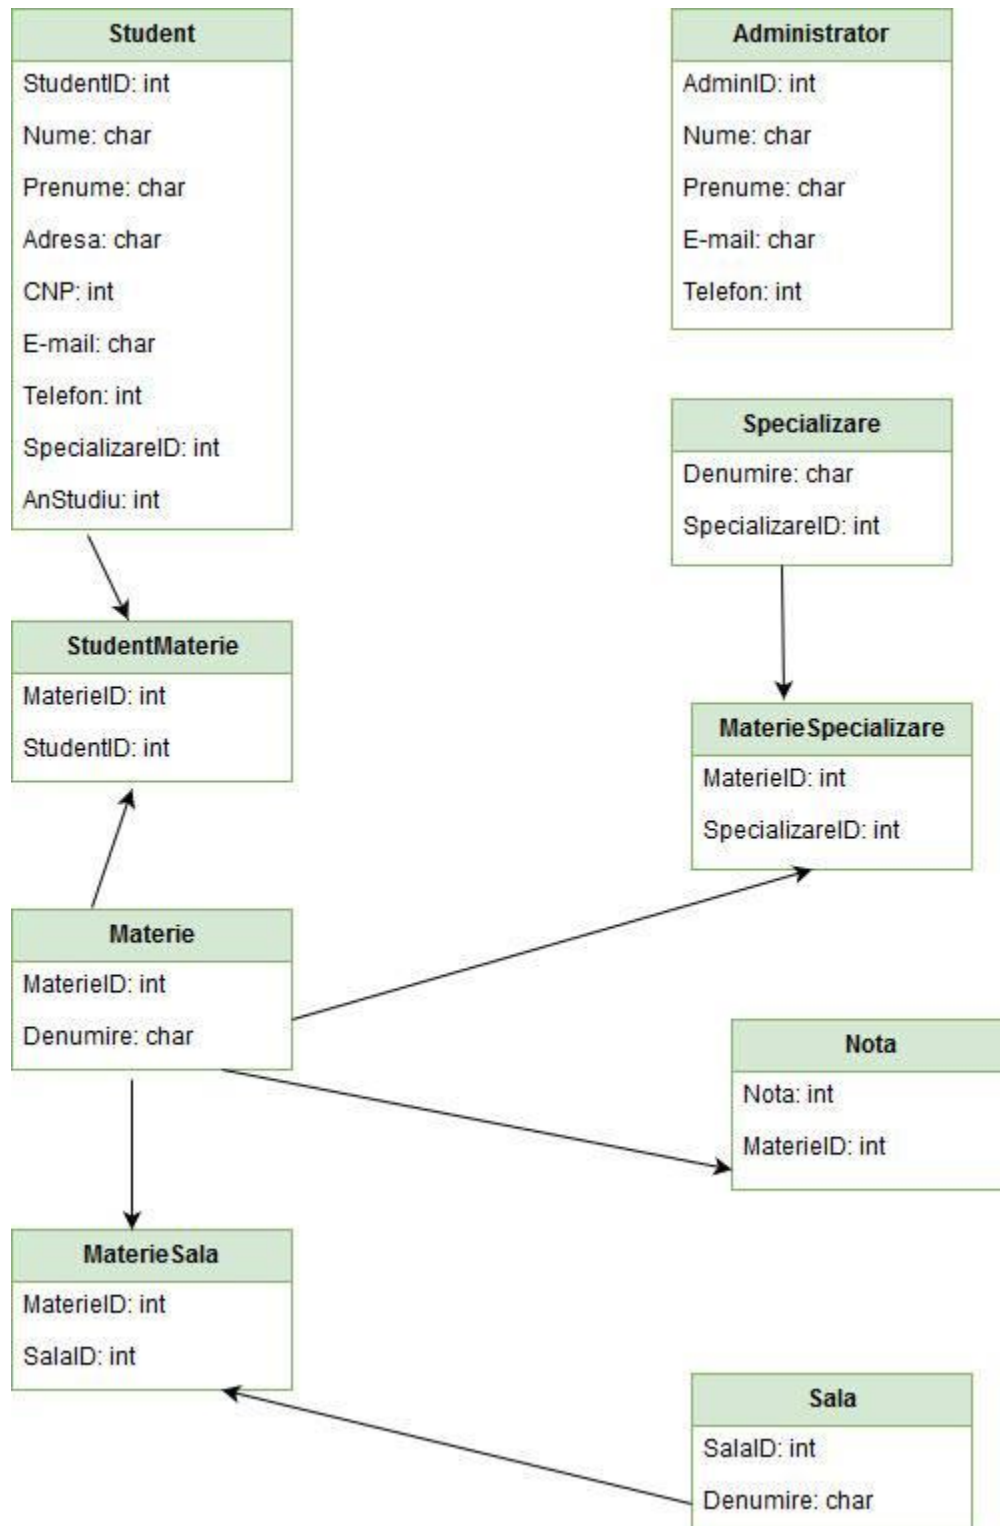 Student
StudentID: int
Nume: char
Prenume: char
Adresa: char
CNP: int
E-mail: char
Telefon: int
SpecializareID: int
AnStudiu: int
Administrator
AdminID: int
Nume: char
Prenume: char
E-mail: char
Telefon: int
Specializare
Denumire: char
SpecializareID: int
StudentMaterie
MaterieID: int
StudentID: int
MaterieSpecializare
MaterieID: int
SpecializareID: int
Materie
MaterieID: int
Denumire: char
Nota
Nota: int
MaterieID: int
MaterieSala
MaterieID: int
SalaID: int
Sala
SalaID: int
Denumire: char